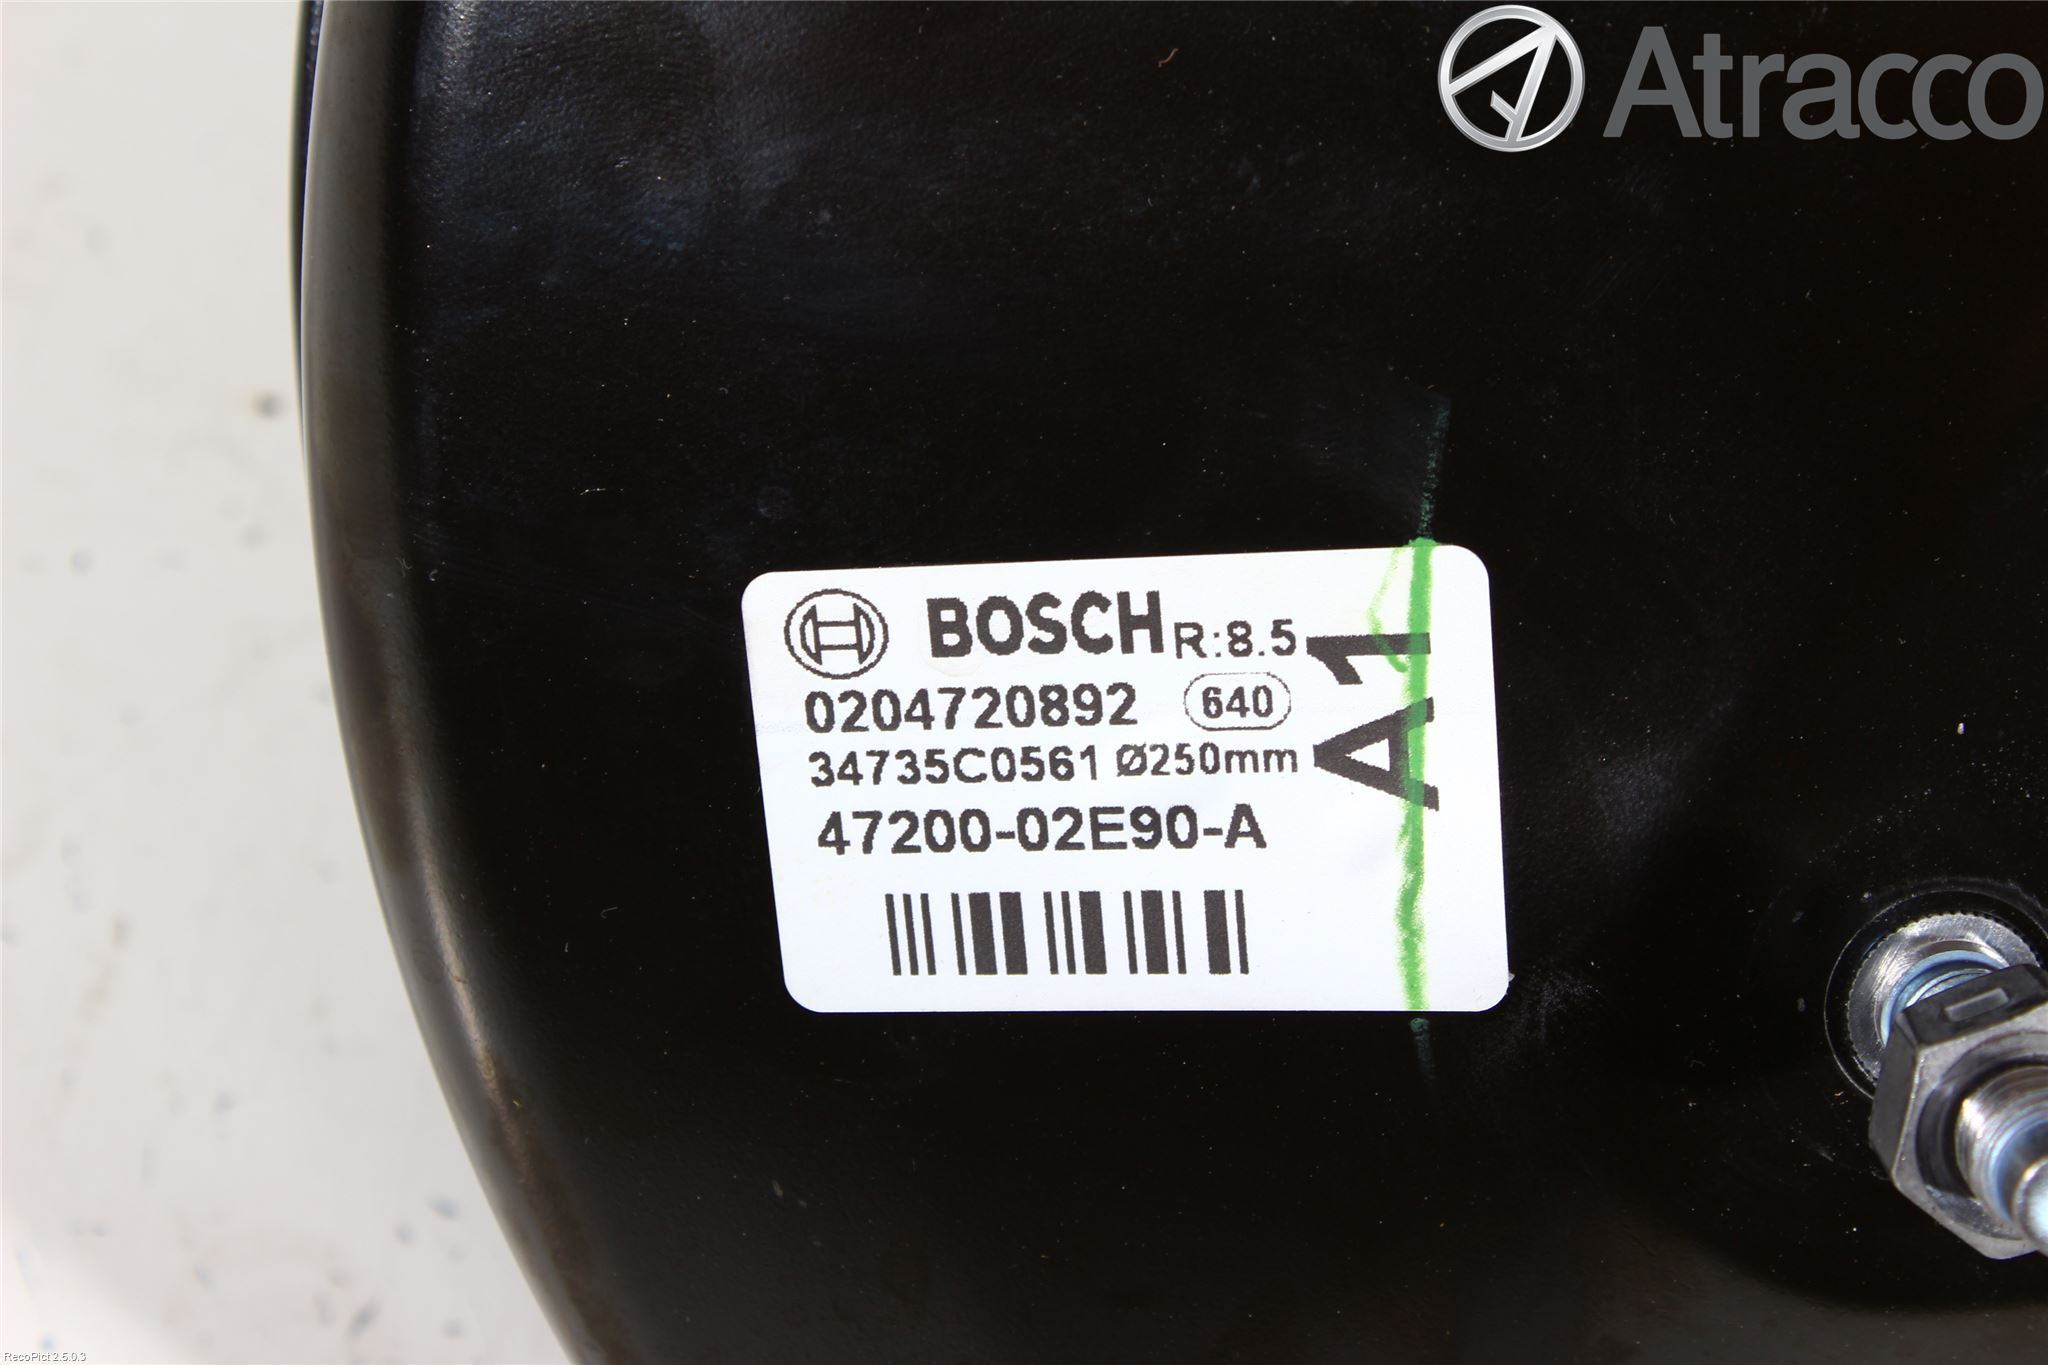 Atracco
BOSCH R:8.5
0204720892 640
34735C0561 Ø250mm
47200-02E90-A
A1
RecoPict 2.5.0.3